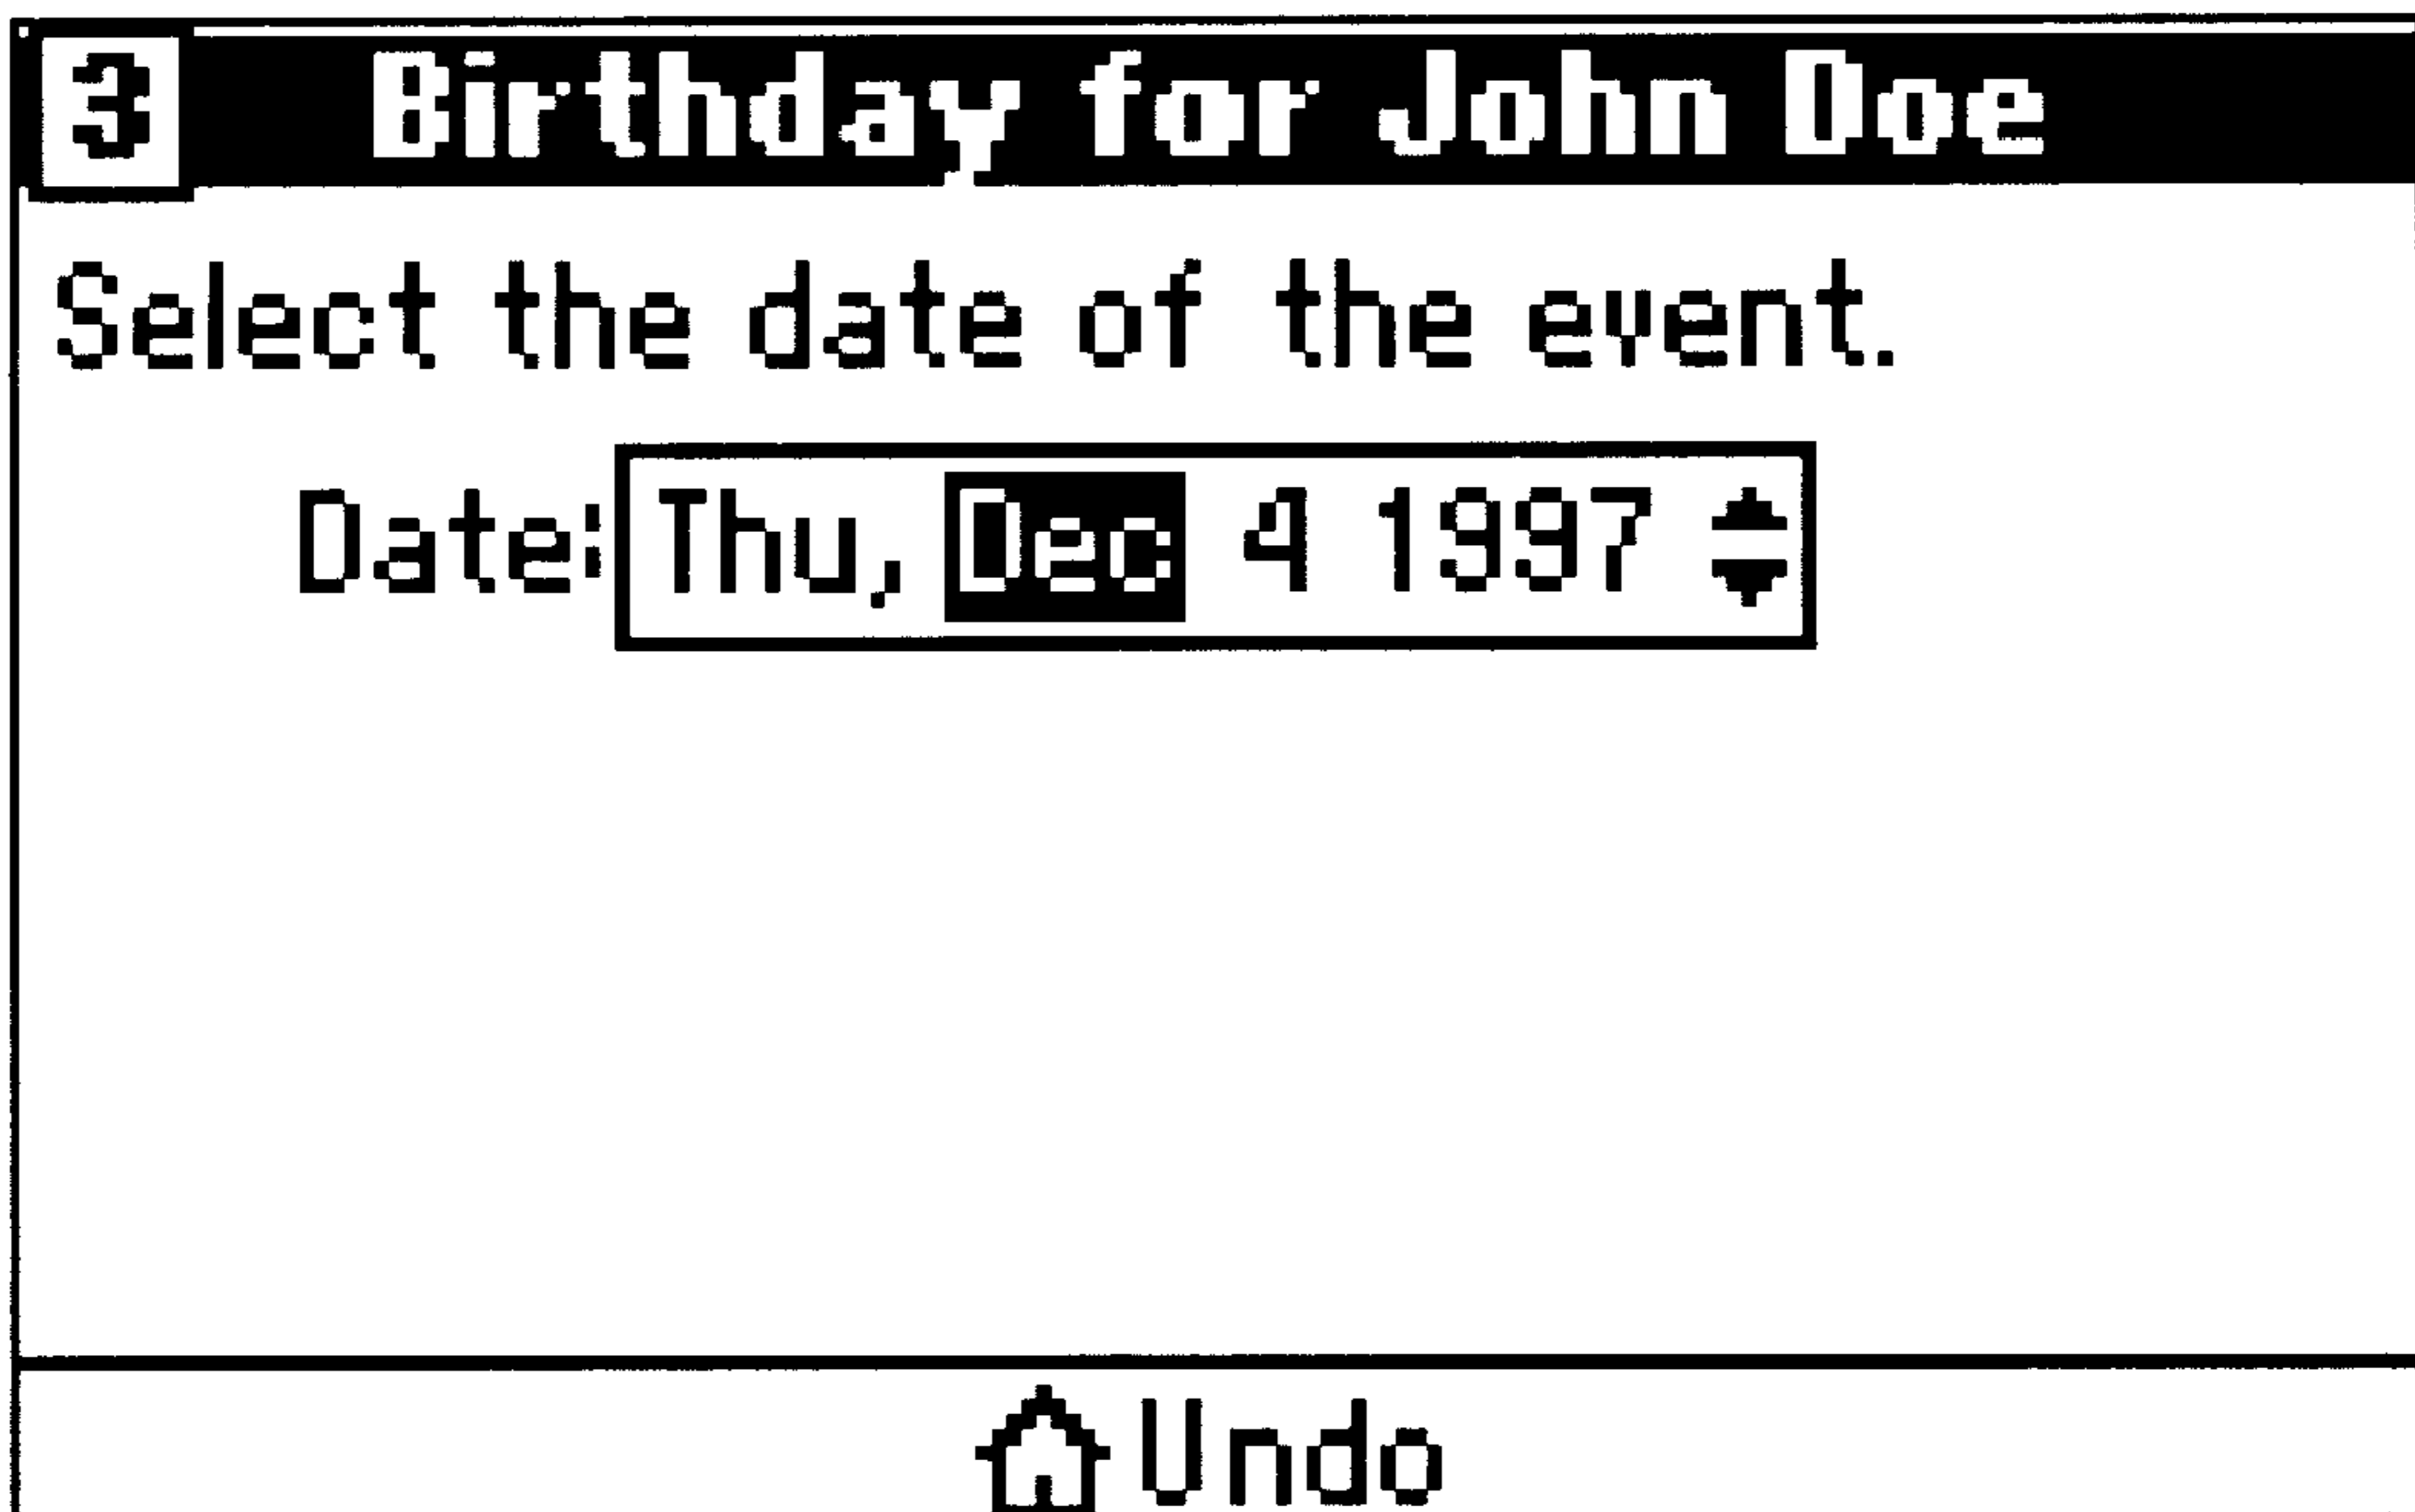 3 Birthday for John Doe
Select the date of the event.
Date: Thu, Dec 4 1997
Undo